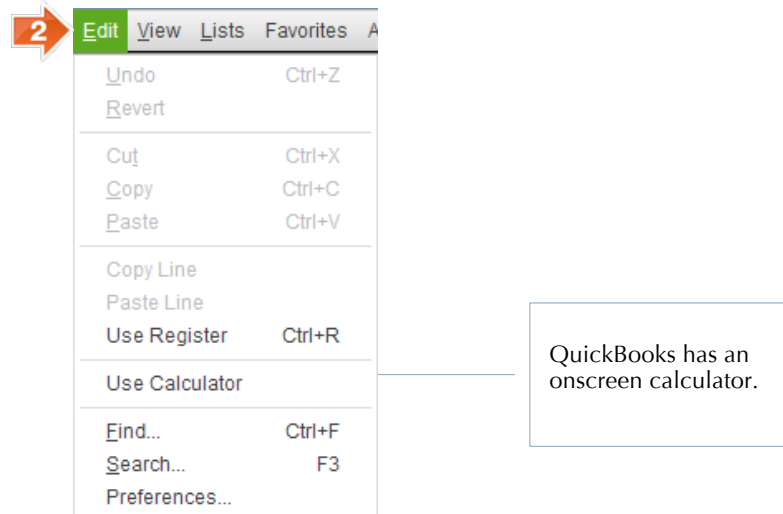 2
Edit View Lists Favorites A
Undo Ctrl+Z
Revert
Cut Ctrl+X
Copy Ctrl+C
Paste Ctrl+V
Copy Line
Paste Line
Use Register Ctrl+R
Use Calculator
Find... Ctrl+F
Search... F3
Preferences...
QuickBooks has an
onscreen calculator.